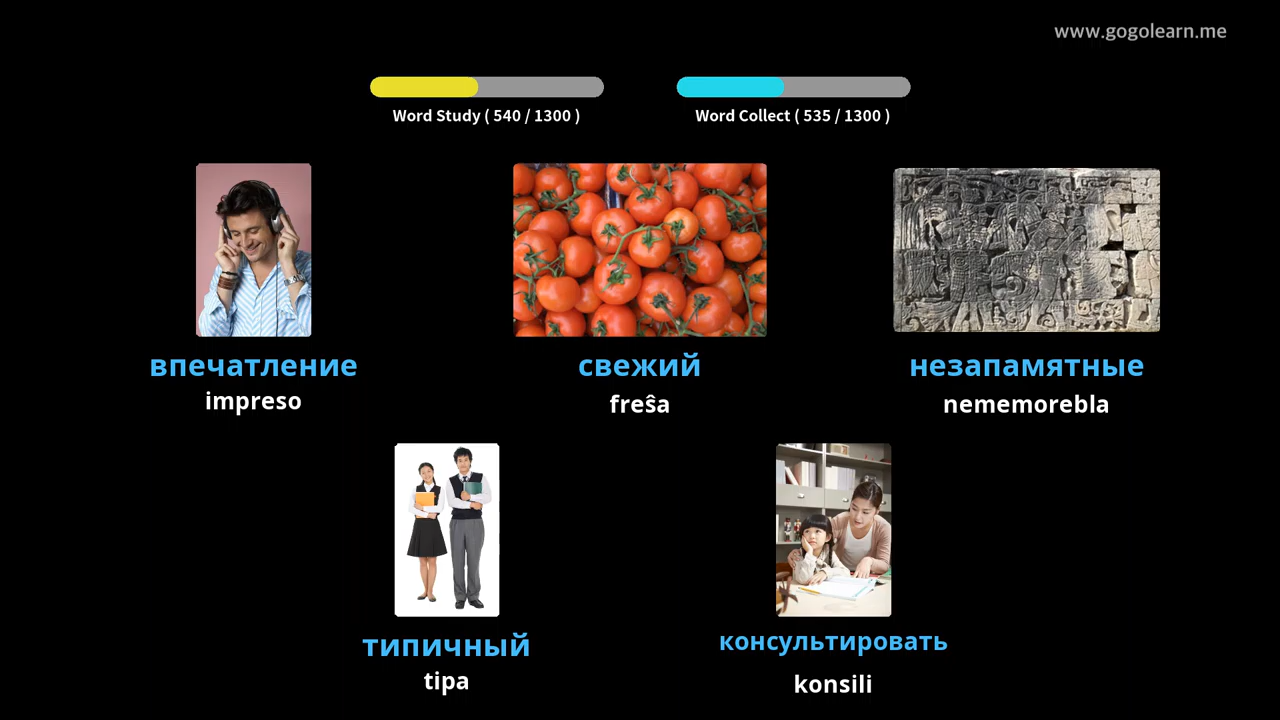 www.gogolearn.me
Word Study ( 540 / 1300 )
Word Collect ( 535 / 1300 )
впечатление
impreso
свежий
freŝa
незапамятные
nememorebla
типичный
tipa
консультировать
konsili